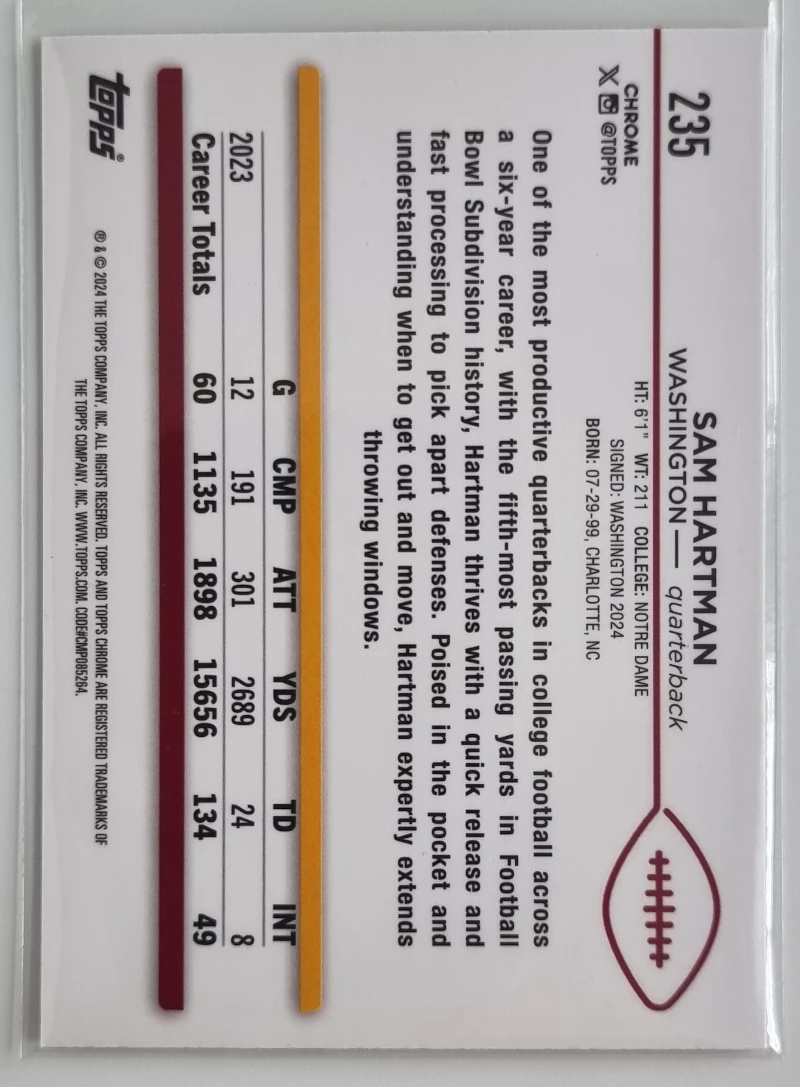 235
SAM HARTMAN
WASHINGTON — quarterback
CHROME
X @TOPPS
HT: 6'1" WT: 211 COLLEGE: NOTRE DAME
SIGNED: WASHINGTON 2024
BORN: 07-29-99, CHARLOTTE, NC
One of the most productive quarterbacks in college football across
a six-year career, with the fifth-most passing yards in Football
Bowl Subdivision history, Hartman thrives with a quick release and
fast processing to pick apart defenses. Poised in the pocket and
understanding when to get out and move, Hartman expertly extends
throwing windows.
G CMP ATT YDS TD INT
2023 12 191 301 2689 24 8
Career Totals 60 1135 1898 15656 134 49
topps®
® & © 2024 THE TOPPS COMPANY, INC. ALL RIGHTS RESERVED. TOPPS AND TOPPS CHROME ARE REGISTERED TRADEMARKS OF
THE TOPPS COMPANY, INC. WWW.TOPPS.COM. CODE#CMP085264.